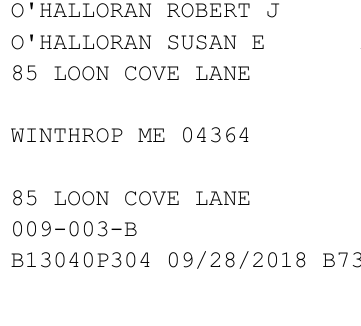 O'HALLORAN ROBERT J
O'HALLORAN SUSAN E
85 LOON COVE LANE
WINTHROP ME 04364
85 LOON COVE LANE
009-003-B
B13040P304 09/28/2018 B73